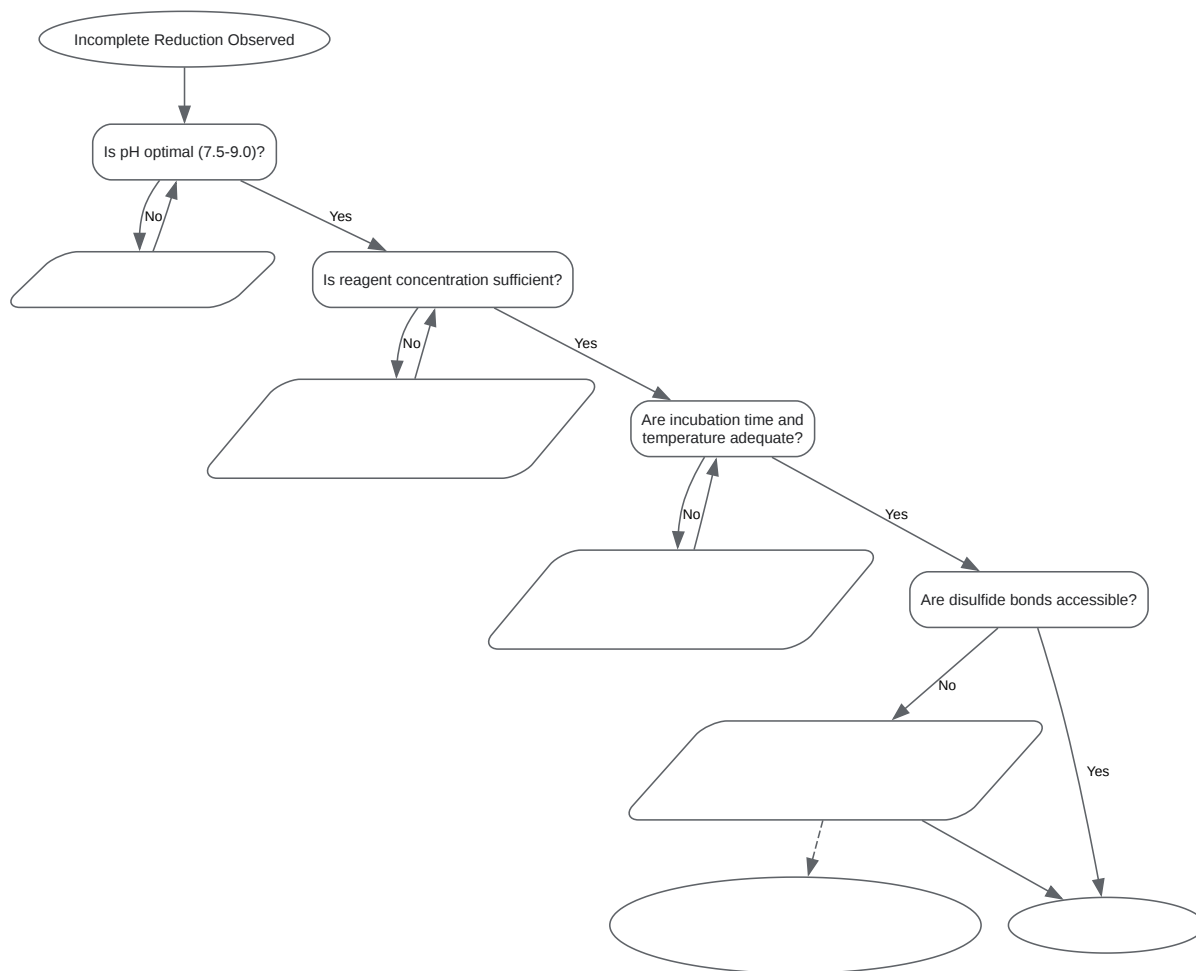 Incomplete Reduction Observed
Is pH optimal (7.5-9.0)?
No
Yes
Is reagent concentration sufficient?
No
Yes
Are incubation time and
temperature adequate?
No
Yes
Are disulfide bonds accessible?
No
Yes